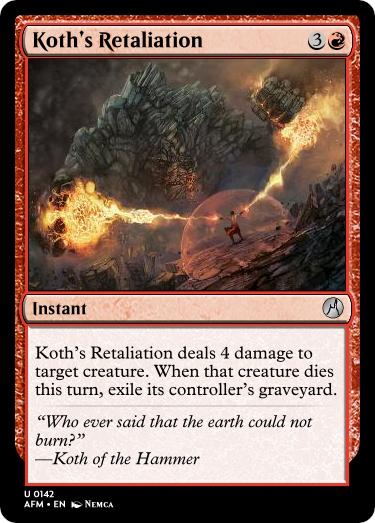 Koth's Retaliation 3
Instant
Koth's Retaliation deals 4 damage to
target creature. When that creature dies
this turn, exile its controller's graveyard.
“Who ever said that the earth could not
burn?”
—Koth of the Hammer
U 0142
AFM • EN Nemca